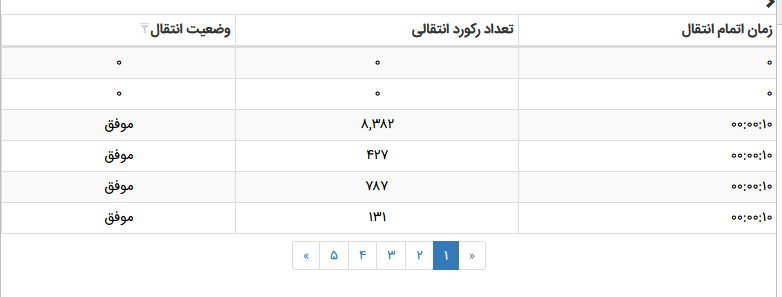 زمان اتمام انتقال تعداد رکورد انتقالی وضعیت انتقال
۰ ۰ ۰
۰ ۰ ۰
۰۰:۰۰:۱۰ ۸,۳۸۲ موفق
۰۰:۰۰:۱۰ ۴۲۷ موفق
۰۰:۰۰:۱۰ ۷۸۷ موفق
۰۰:۰۰:۱۰ ۱۳۱ موفق
« ۱ ۲ ۳ ۴ ۵ »